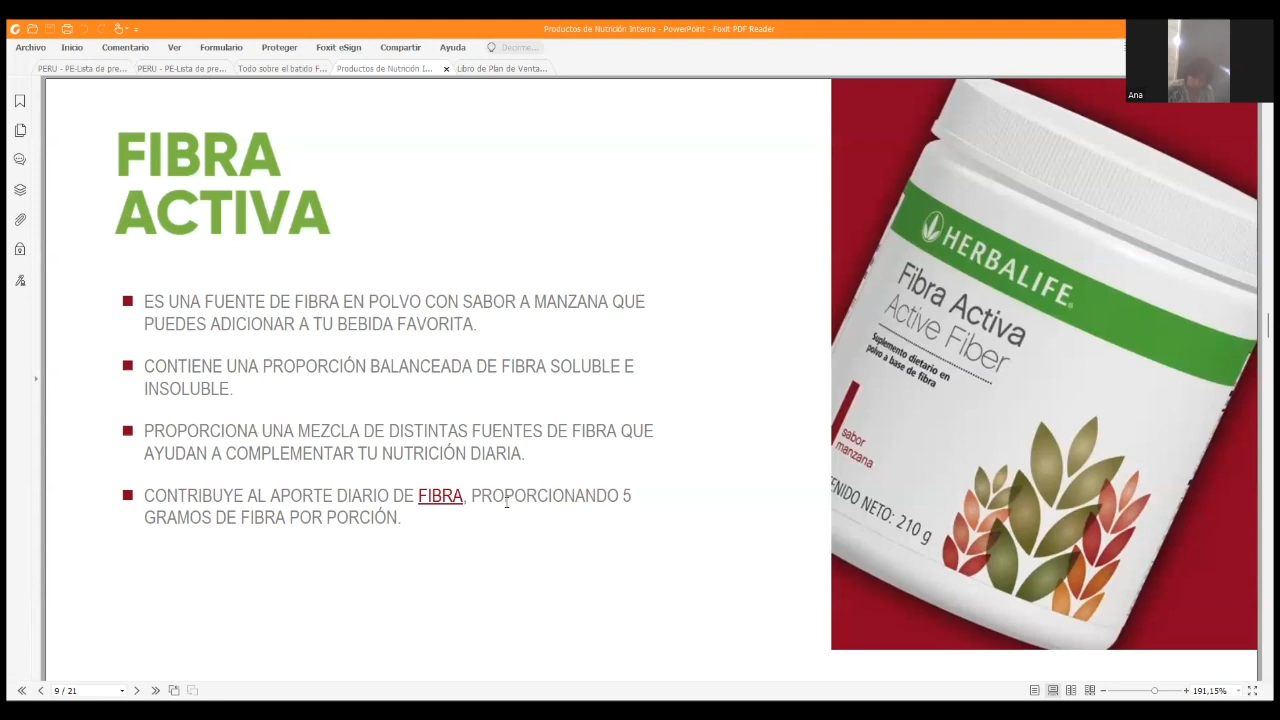 Productos de Nutrición Interna - PowerPoint - Foxit PDF Reader
Archivo Inicio Comentario Ver Formulario Proteger Foxit eSign Compartir Ayuda Decirme...
PERU - PE-Lista de pre... PERU - PE-Lista de pre... Todo sobre el batido F... Productos de Nutrición I... Libro de Plan de Venta...
Ana
FIBRA
ACTIVA
ES UNA FUENTE DE FIBRA EN POLVO CON SABOR A MANZANA QUE
PUEDES ADICIONAR A TU BEBIDA FAVORITA.
CONTIENE UNA PROPORCIÓN BALANCEADA DE FIBRA SOLUBLE E
INSOLUBLE.
PROPORCIONA UNA MEZCLA DE DISTINTAS FUENTES DE FIBRA QUE
AYUDAN A COMPLEMENTAR TU NUTRICIÓN DIARIA.
CONTRIBUYE AL APORTE DIARIO DE FIBRA, PROPORCIONANDO 5
GRAMOS DE FIBRA POR PORCIÓN.
HERBALIFE®
Fibra Activa
Active Fiber
Suplemento dietario en
polvo a base de fibra
sabor
manzana
ENIDO NETO: 210 g
9 / 21
191,15%